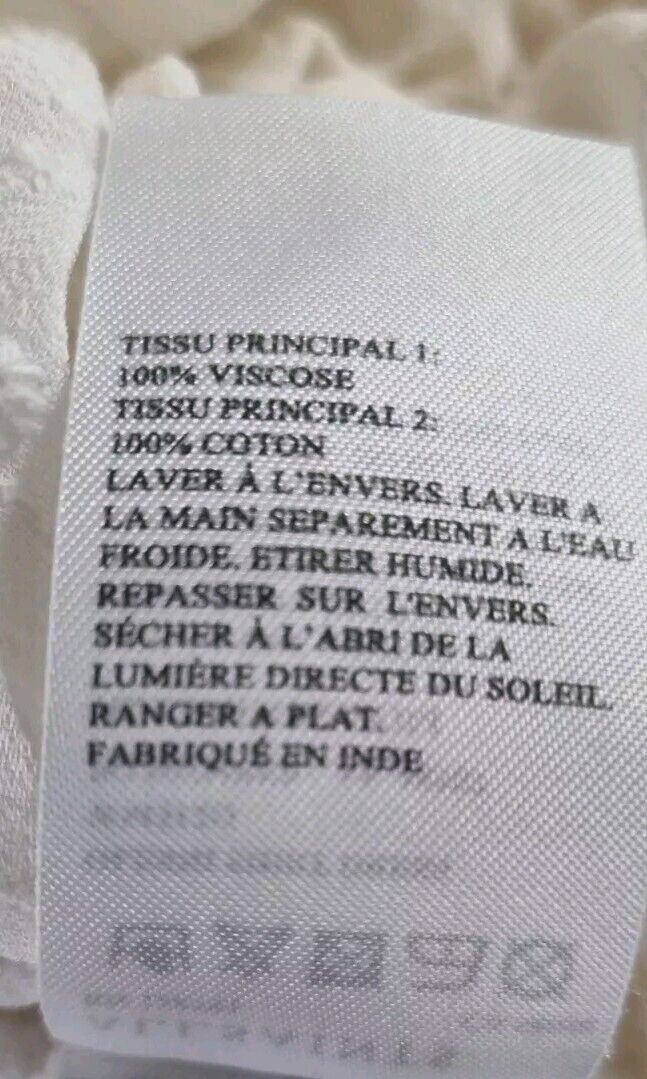 TISSU PRINCIPAL 1:
100% VISCOSE
TISSU PRINCIPAL 2:
100% COTON
LAVER À L'ENVERS. LAVER A
LA MAIN SEPAREMENT A L'EAU
FROIDE. ETIRER HUMIDE.
REPASSER SUR L'ENVERS.
SÉCHER À L'ABRI DE LA
LUMIÈRE DIRECTE DU SOLEIL.
RANGER A PLAT.
FABRIQUÉ EN INDE